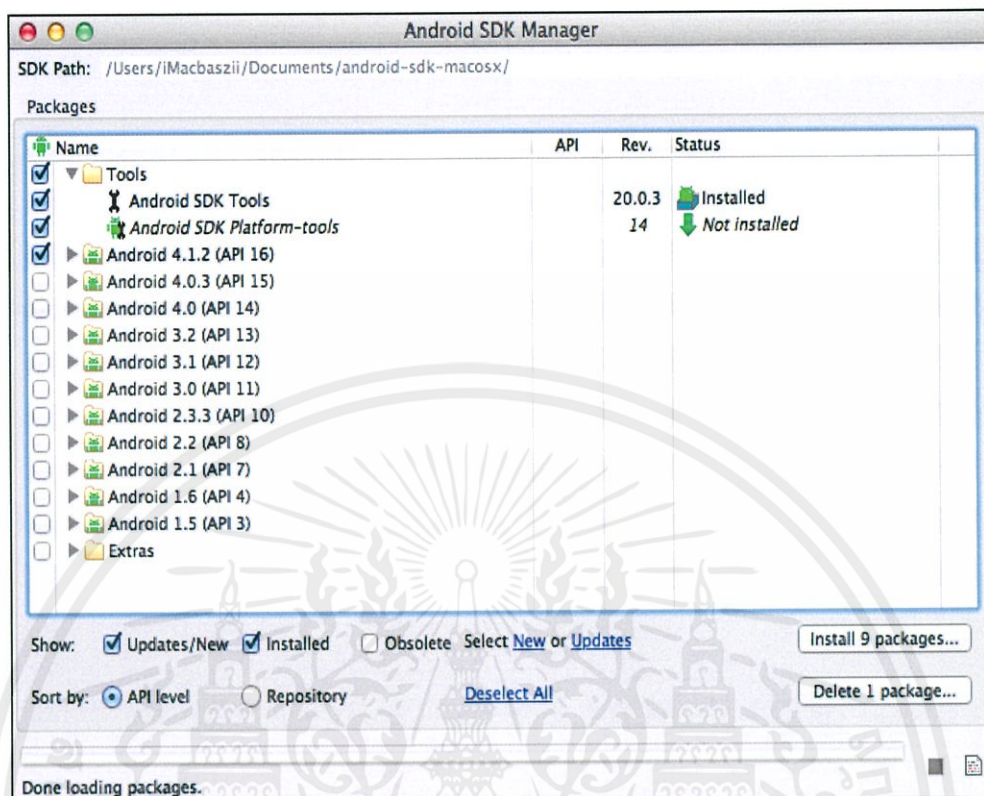 Android SDK Manager
SDK Path: /Users/iMacbaszii/Documents/android-sdk-macosx/
Packages
Name API Rev. Status
Tools
Android SDK Tools 20.0.3 Installed
Android SDK Platform-tools 14 Not installed
Android 4.1.2 (API 16)
Android 4.0.3 (API 15)
Android 4.0 (API 14)
Android 3.2 (API 13)
Android 3.1 (API 12)
Android 3.0 (API 11)
Android 2.3.3 (API 10)
Android 2.2 (API 8)
Android 2.1 (API 7)
Android 1.6 (API 4)
Android 1.5 (API 3)
Extras
Show: Updates/New Installed Obsolete Select New or Updates Install 9 packages...
Sort by: API level Repository Deselect All Delete 1 package...
Done loading packages.